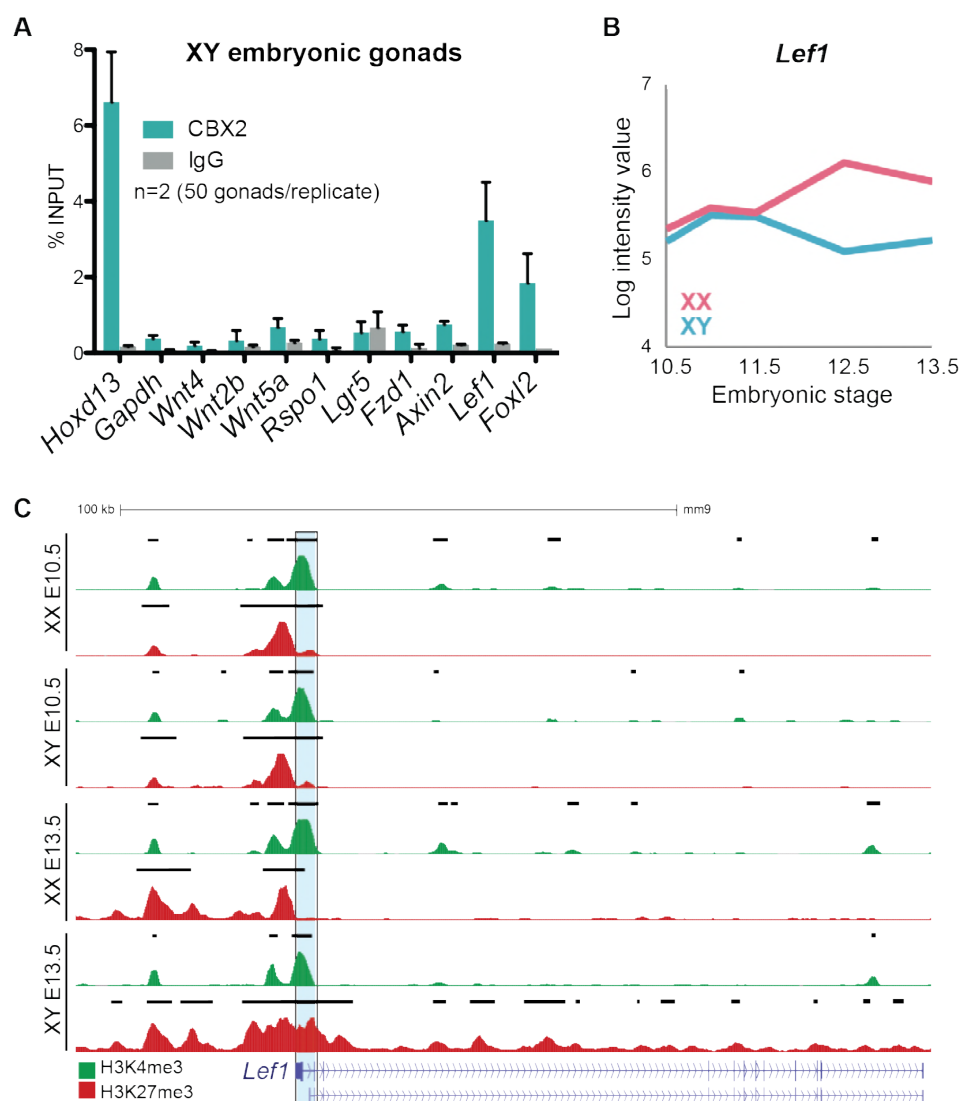 A
XY embryonic gonads
8
6
4
2
0
% INPUT
CBX2
IgG
n=2 (50 gonads/replicate)
Hoxd13
Gapdh
Wnt4
Wnt2b
Wnt5a
Rspo1
Lgr5
Fzd1
Axin2
Lef1
Foxl2
B
Lef1
7
6
5
4
Log intensity value
XX
XY
10.5 11.5 12.5 13.5
Embryonic stage
C
100 kb mm9
XX E10.5
XY E10.5
XX E13.5
XY E13.5
H3K4me3
H3K27me3
Lef1